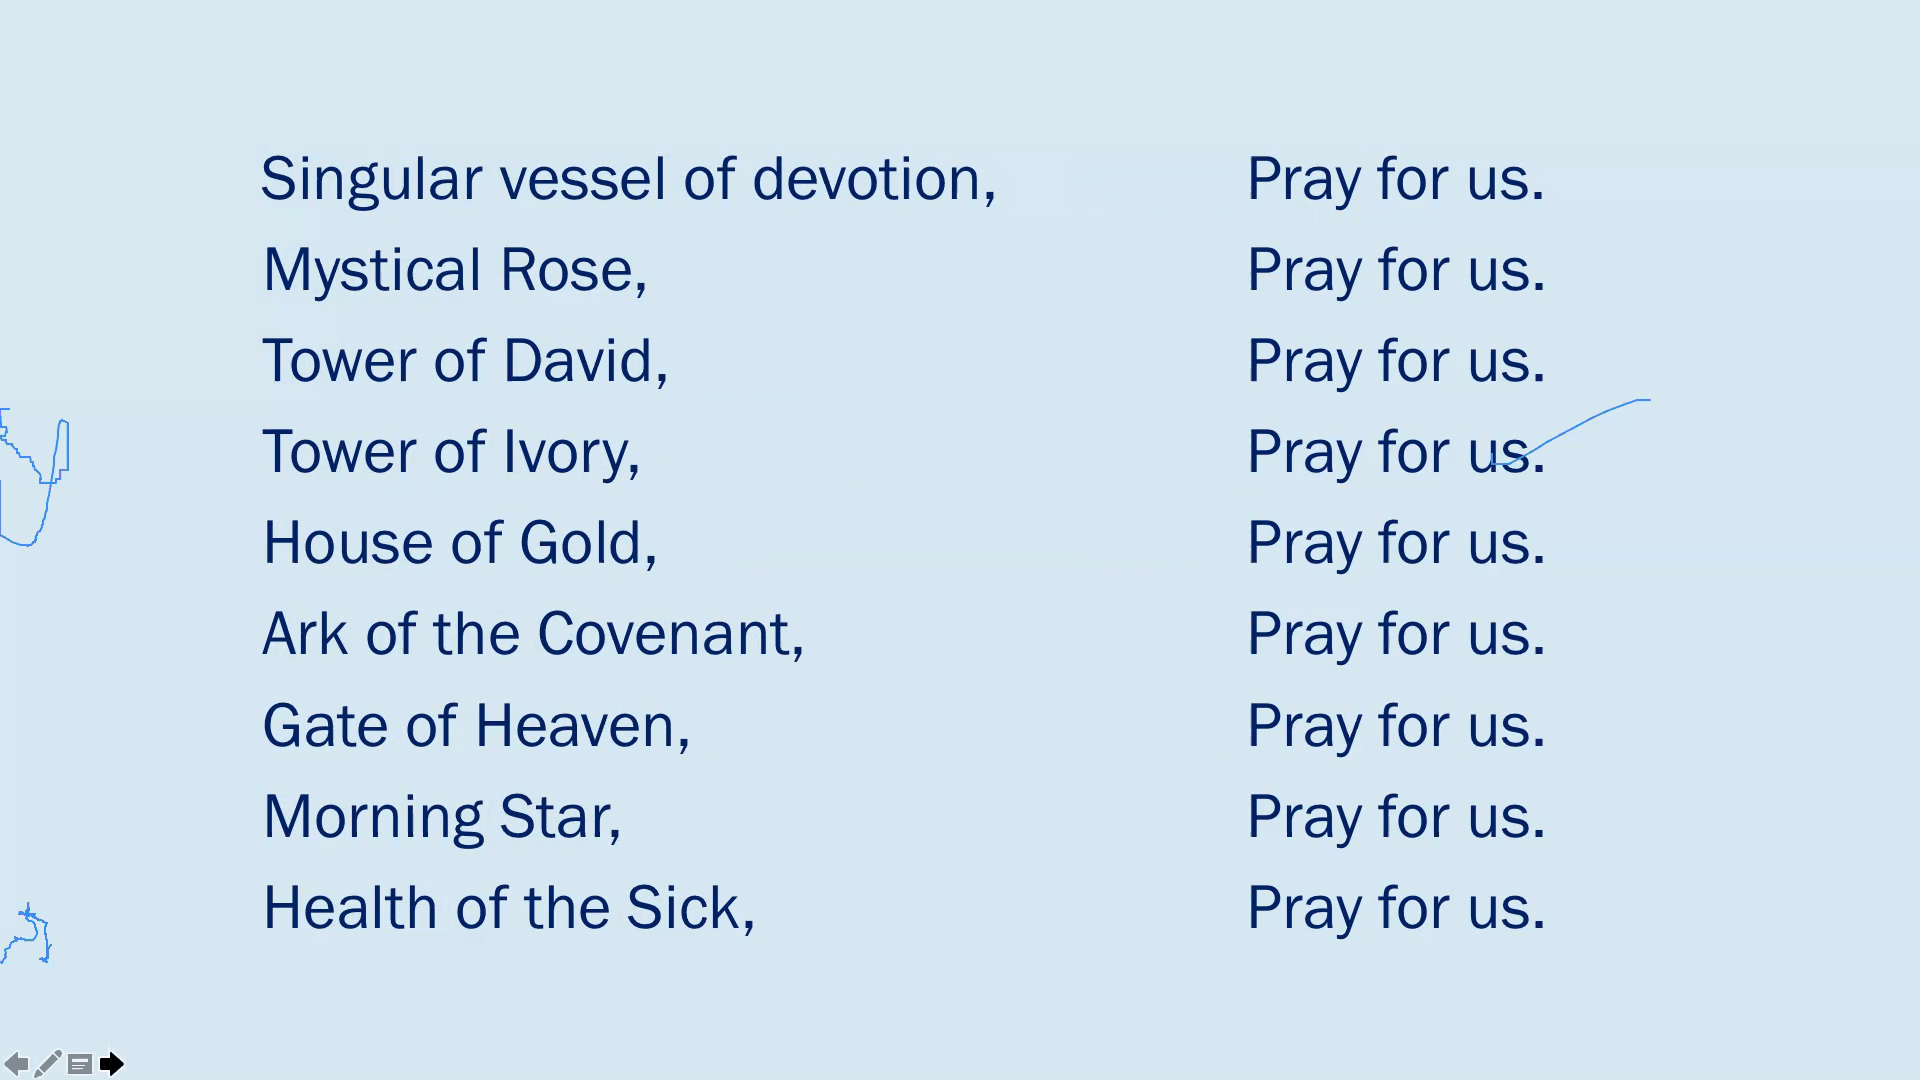 Singular vessel of devotion, Pray for us.
Mystical Rose, Pray for us.
Tower of David, Pray for us.
Tower of Ivory, Pray for us.
House of Gold, Pray for us.
Ark of the Covenant, Pray for us.
Gate of Heaven, Pray for us.
Morning Star, Pray for us.
Health of the Sick, Pray for us.